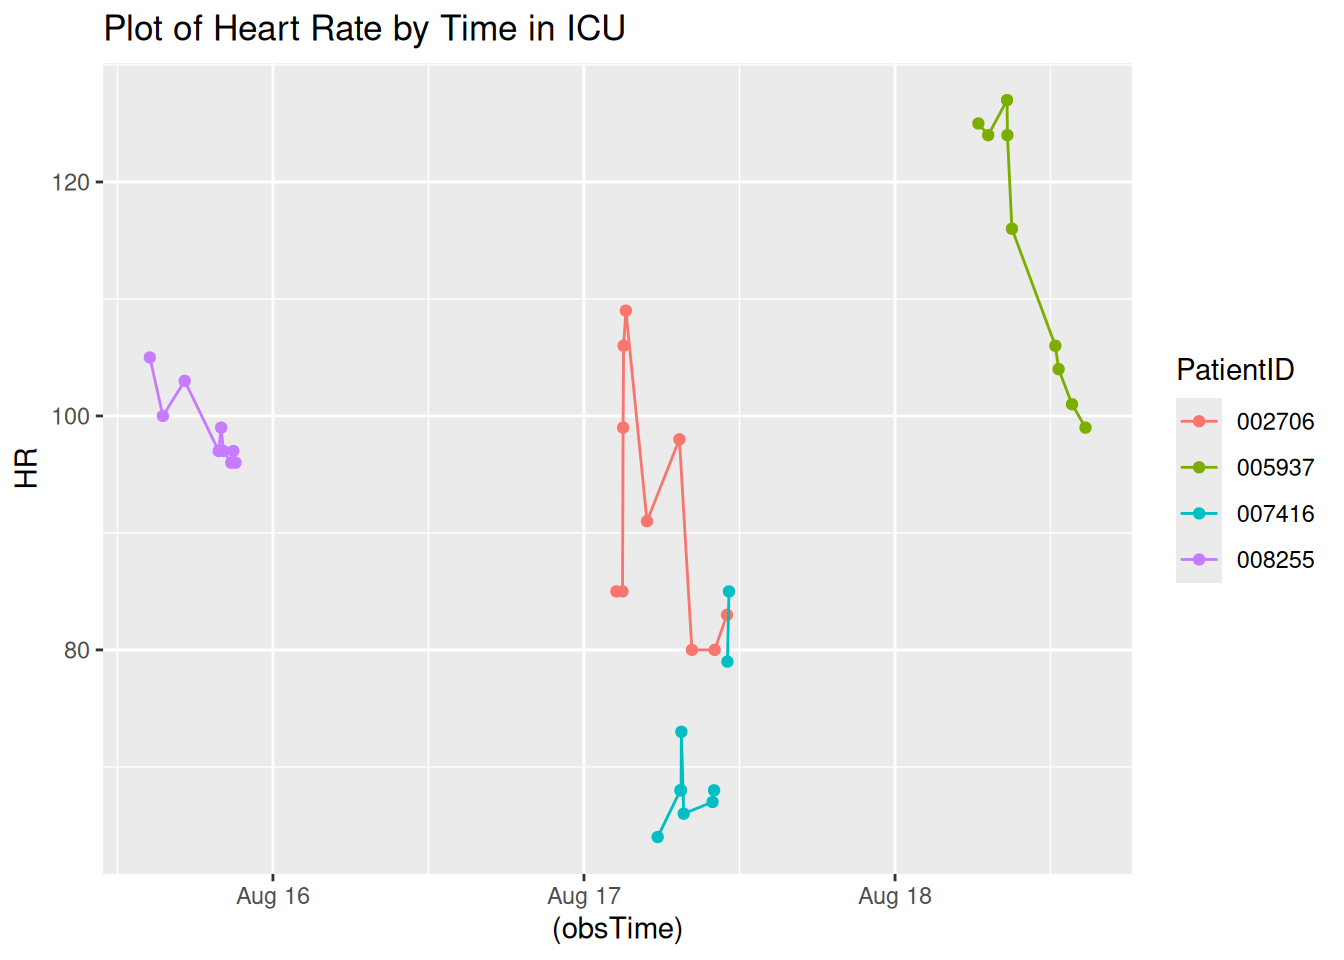 Plot of Heart Rate by Time in ICU
120
100
80
HR
Aug 16
Aug 17
Aug 18
(obsTime)
PatientID
002706
005937
007416
008255